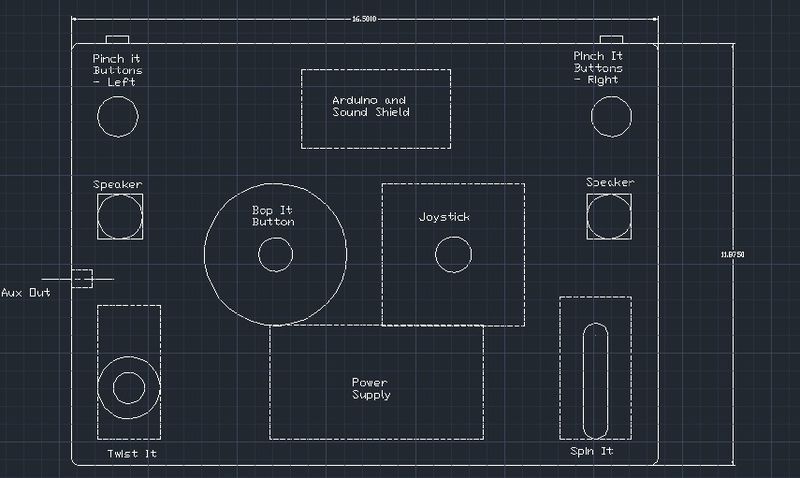 16.5000
Pinch it
Buttons
- Left
Pinch It
Buttons
- Right
Arduino and
Sound Shield
Speaker
Speaker
Bop It
Button
Joystick
11.8750
Aux Out
Power
Supply
Twist It
Spin It